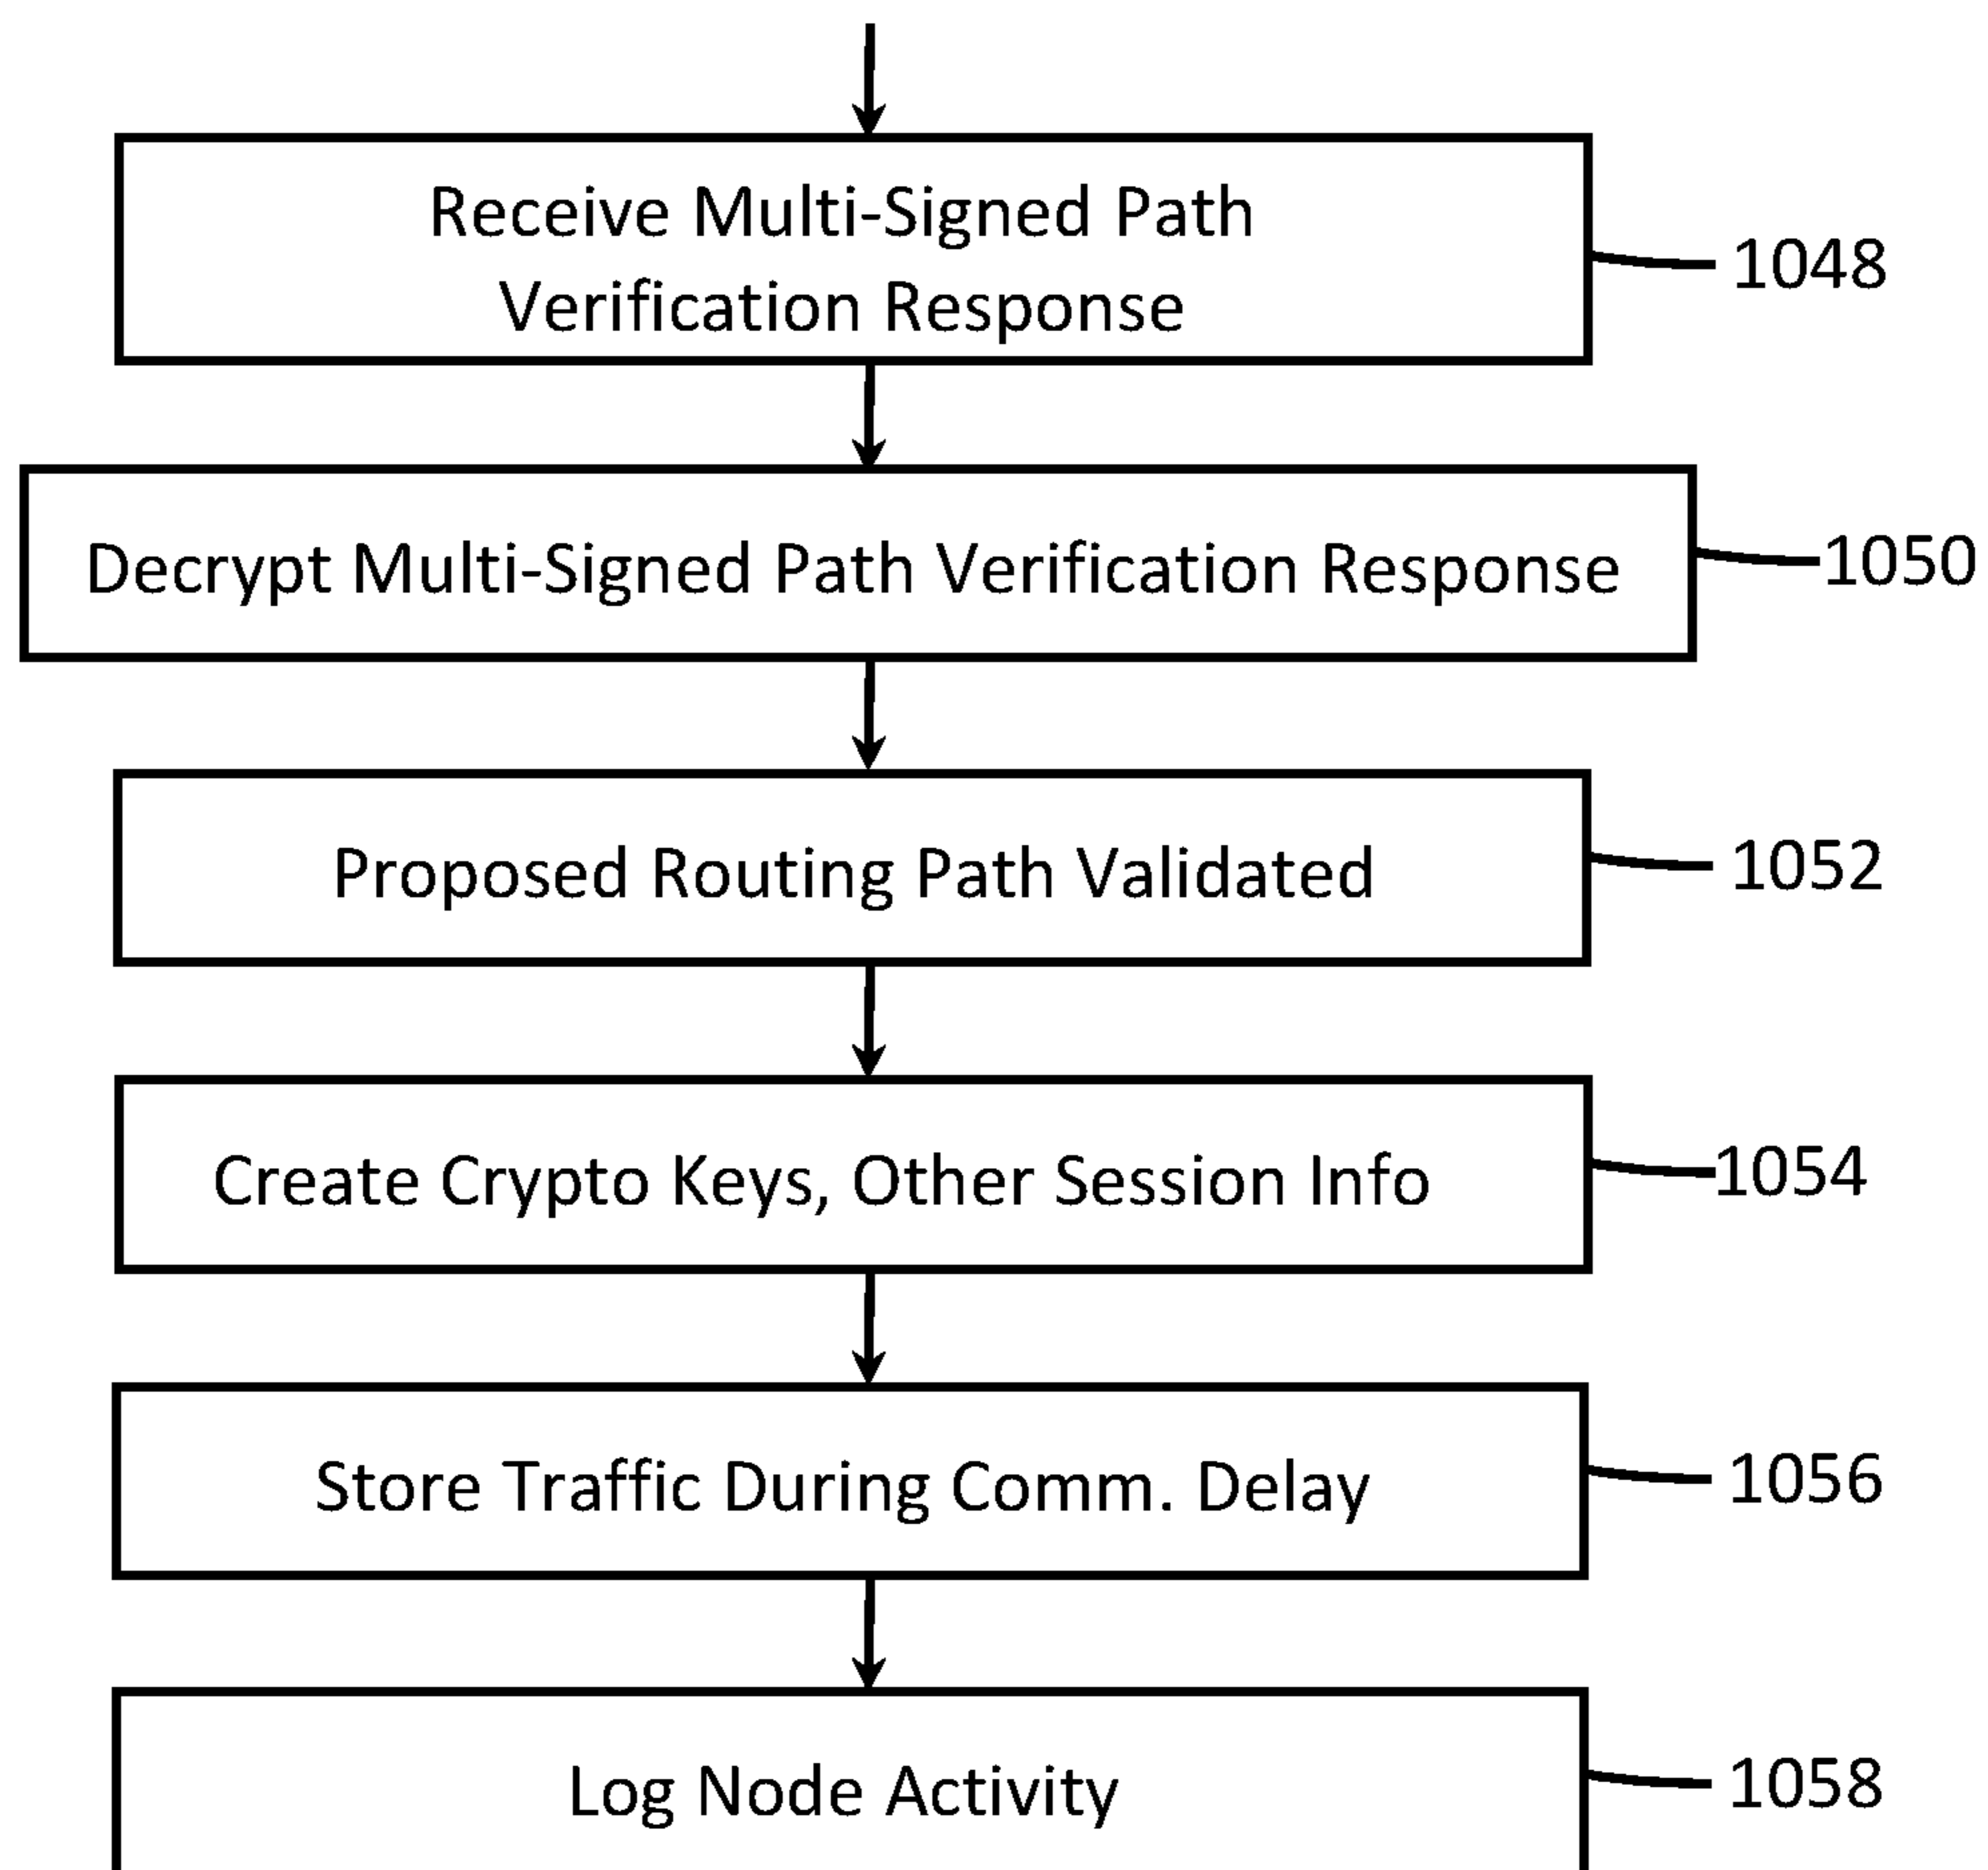 Receive Multi-Signed Path
Verification Response
1048
Decrypt Multi-Signed Path Verification Response
1050
Proposed Routing Path Validated
1052
Create Crypto Keys, Other Session Info
1054
Store Traffic During Comm. Delay
1056
Log Node Activity
1058